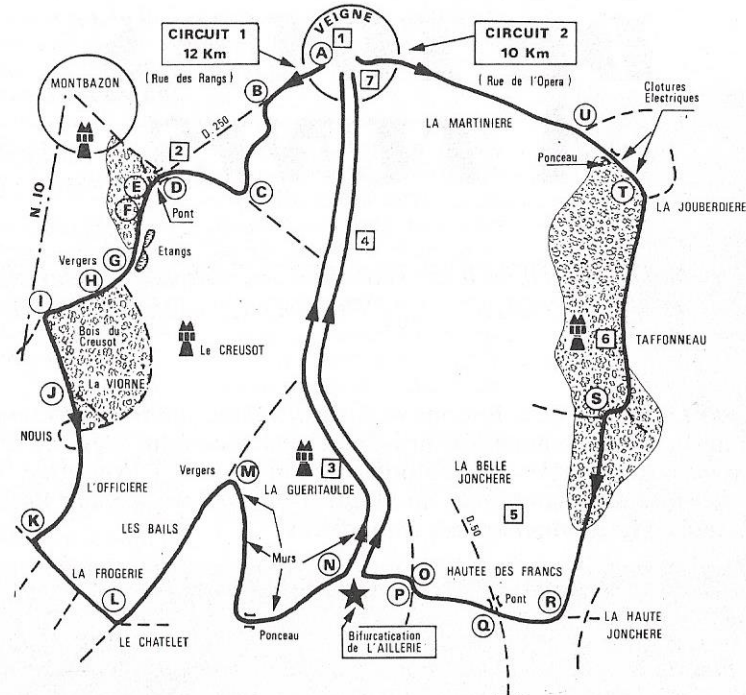 VEIGNE
CIRCUIT 1
12 Km
(Rue des Rangs)
A
1
7
CIRCUIT 2
10 Km
(Rue de l'Opera)
MONTBAZON
B
D.250
2
E
D
F
Pont
C
N.10
Vergers
G
Etangs
H
I
Bois du
Creusot
La VIORNE
J
NOUIS
Le CREUSOT
4
LA MARTINIERE
U
Clotures
Electriques
Ponceau
T
LA JOUBERDIERE
6
TAFFONNEAU
S
L'OFFICIERE
K
LES BAILS
LA FROGERIE
L
LE CHATELET
Vergers
M
LA GUERITAULDE
3
Murs
N
Ponceau
Bifurcatication
de L'AILLERIE
LA BELLE
JONCHERE
D.50
5
O
HAUTEE DES FRANCS
P
Pont
Q
R
LA HAUTE
JONCHERE